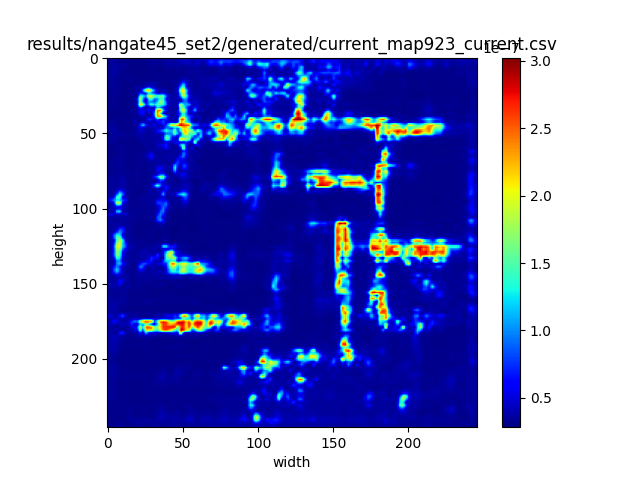 results/nangate45_set2/generated/current_map923_current.csv
1e−7
0
50
100
150
200
height
0 50 100 150 200
width
3.0
2.5
2.0
1.5
1.0
0.5